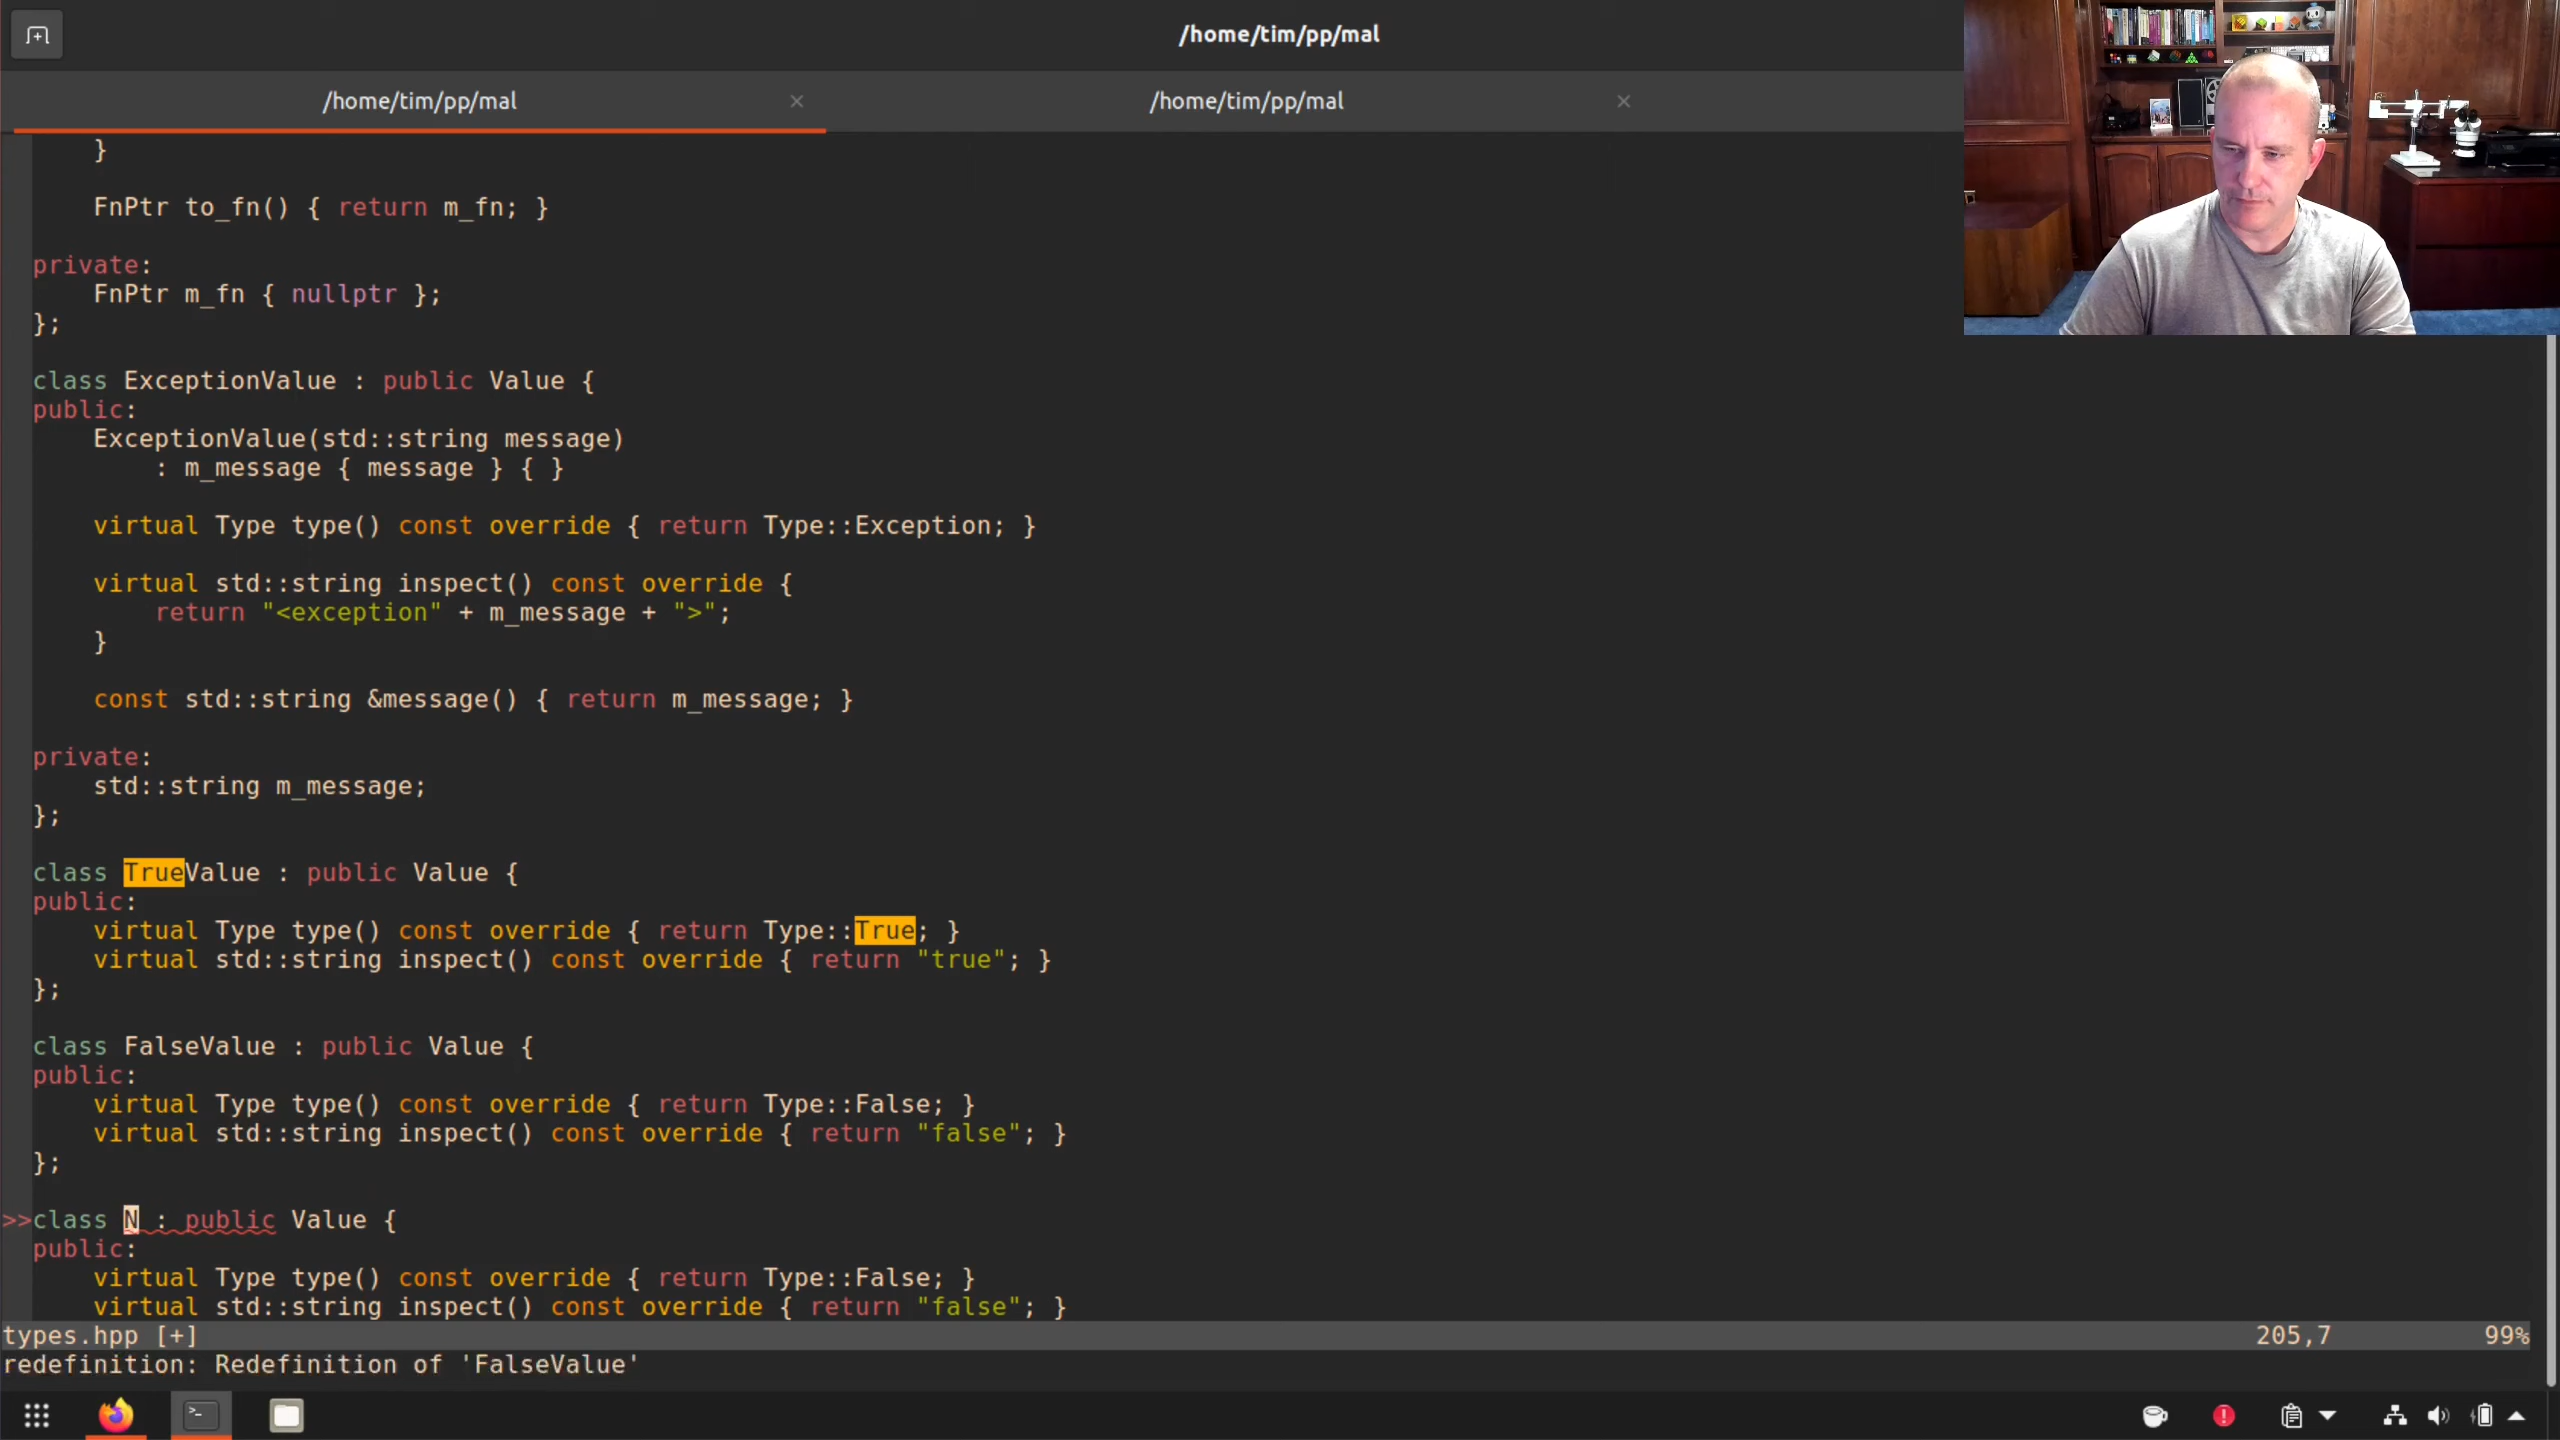 /home/tim/pp/mal
/home/tim/pp/mal ×
/home/tim/pp/mal ×
}
FnPtr to_fn() { return m_fn; }
private:
FnPtr m_fn { nullptr };
};
class ExceptionValue : public Value {
public:
ExceptionValue(std::string message)
: m_message { message } { }
virtual Type type() const override { return Type::Exception; }
virtual std::string inspect() const override {
return "<exception" + m_message + ">";
}
const std::string &message() { return m_message; }
private:
std::string m_message;
};
class TrueValue : public Value {
public:
virtual Type type() const override { return Type::True; }
virtual std::string inspect() const override { return "true"; }
};
class FalseValue : public Value {
public:
virtual Type type() const override { return Type::False; }
virtual std::string inspect() const override { return "false"; }
};
>>class N : public Value {
public:
virtual Type type() const override { return Type::False; }
virtual std::string inspect() const override { return "false"; }
types.hpp [+] 205,7 99%
redefinition: Redefinition of 'FalseValue'